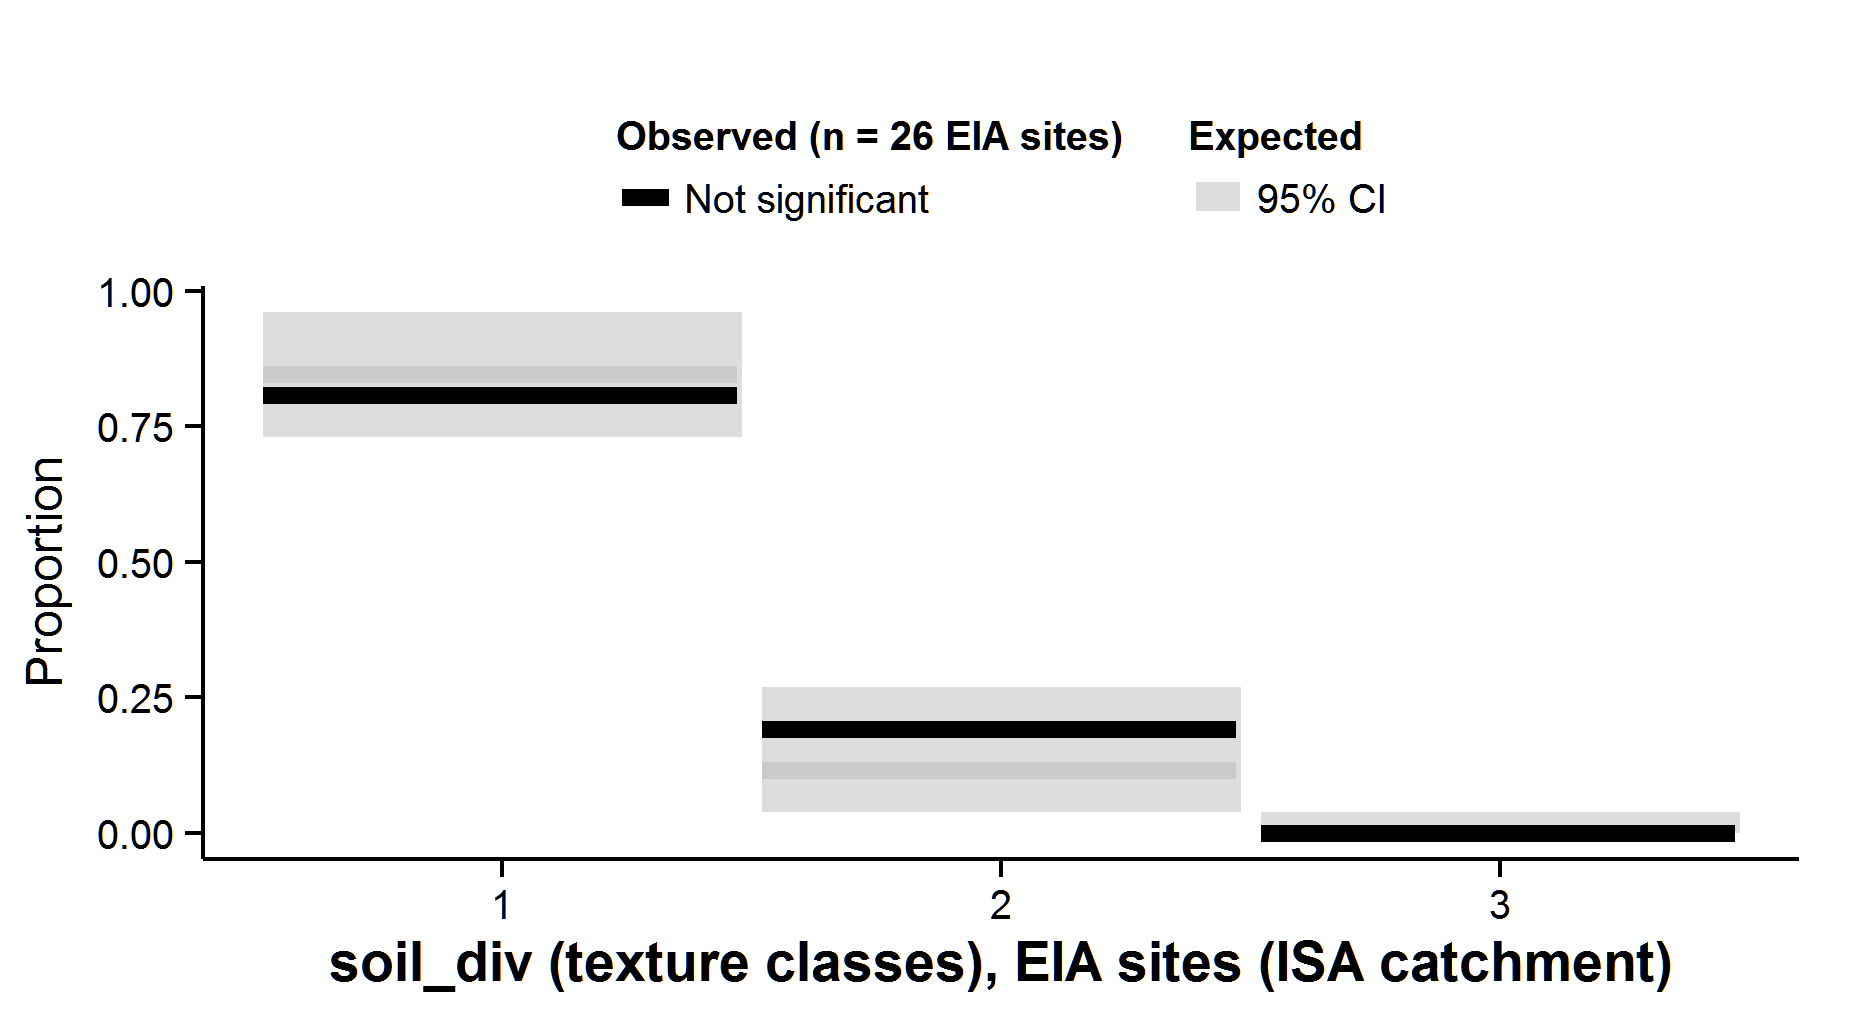 Observed (n = 26 EIA sites) Expected
Not significant 95% CI
1.00
0.75
0.50
0.25
0.00
Proportion
1 2 3
soil_div (texture classes), EIA sites (ISA catchment)